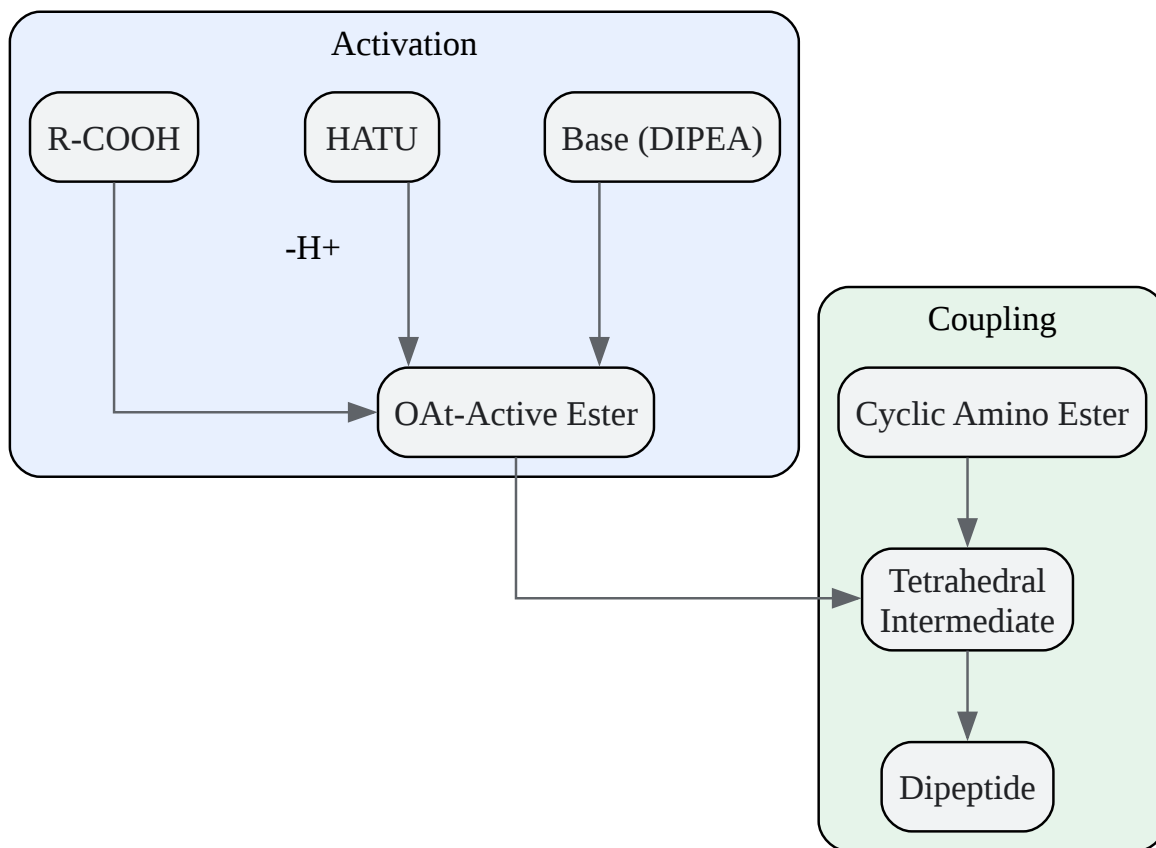 Activation
R-COOH
HATU
Base (DIPEA)
-H+
OAt-Active Ester
Coupling
Cyclic Amino Ester
Tetrahedral
Intermediate
Dipeptide